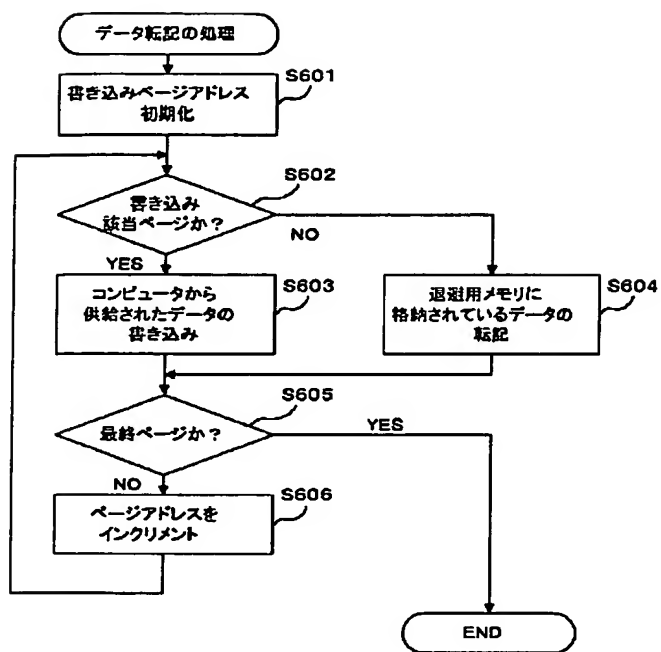 データ転記の処理
S601
書き込みページアドレス
初期化
S602
書き込み
該当ページか？
NO
YES
S603
コンピュータから
供給されたデータの
書き込み
S604
退避用メモリに
格納されているデータの
転記
S605
最終ページか？
YES
NO
S606
ページアドレスを
インクリメント
END